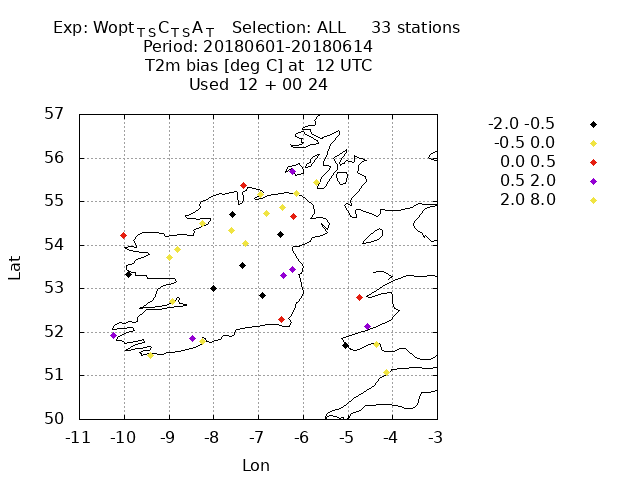 Exp: Wopt_T_S C_T_S A_T   Selection: ALL     33 stations
Period: 20180601-20180614
T2m bias [deg C] at  12 UTC
Used  12 + 00 24
-2.0 -0.5
-0.5 0.0
0.0 0.5
0.5 2.0
2.0 8.0
57
56
55
54
53
52
51
50
Lat
-11 -10 -9 -8 -7 -6 -5 -4 -3
Lon